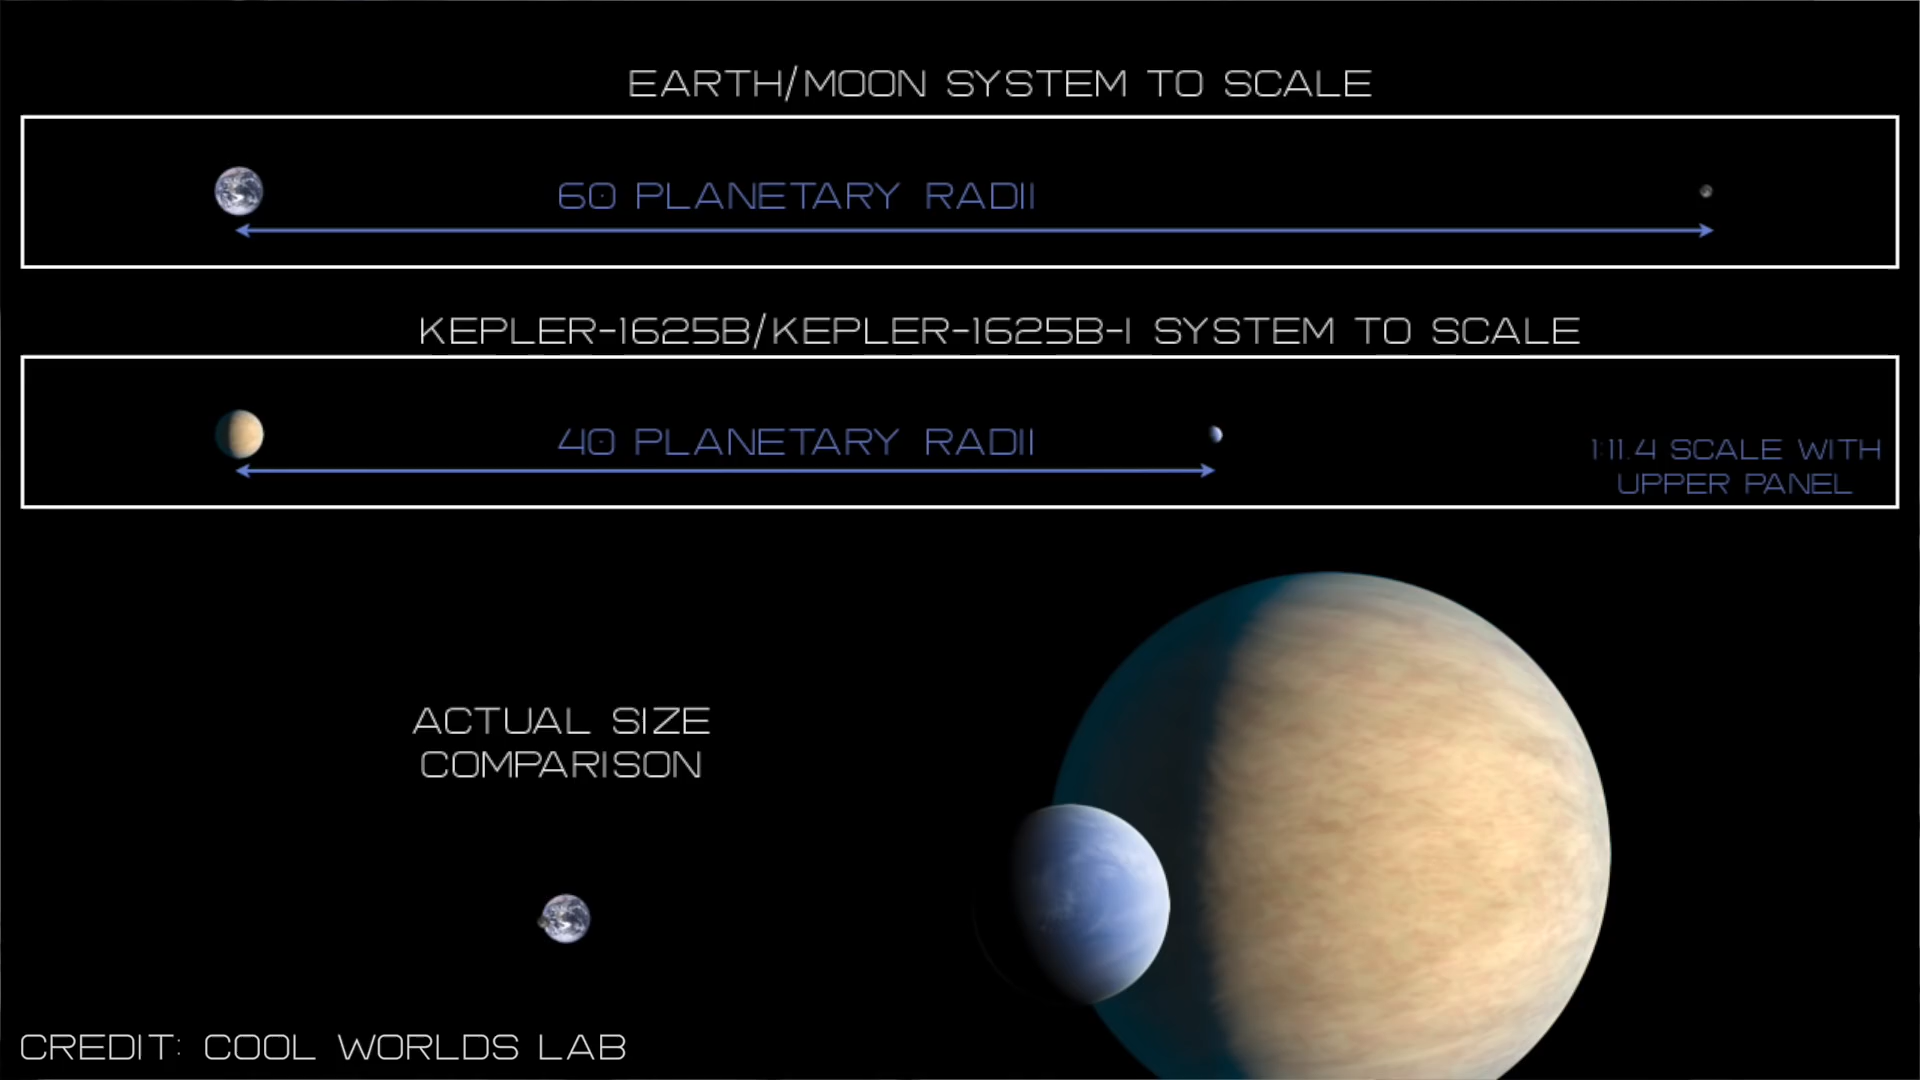 EARTH/MOON SYSTEM TO SCALE
60 PLANETARY RADII
KEPLER-1625B/KEPLER-1625B-I SYSTEM TO SCALE
40 PLANETARY RADII
1:11.4 SCALE WITH
UPPER PANEL
ACTUAL SIZE
COMPARISON
CREDIT: COOL WORLDS LAB